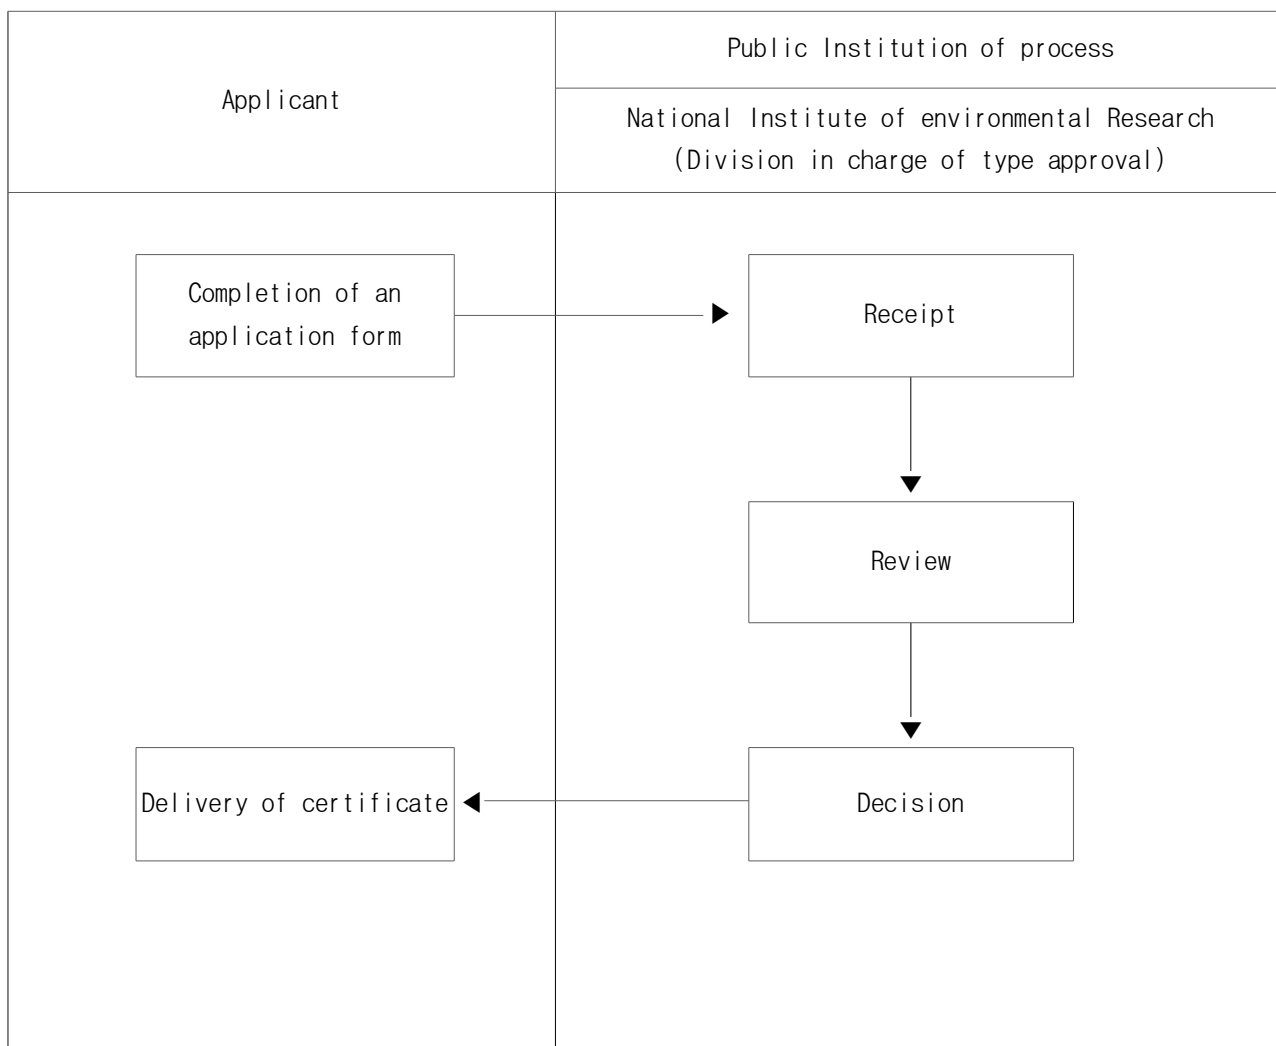 Applicant
Public Institution of process
National Institute of environmental Research
(Division in charge of type approval)
Completion of an
application form
Receipt
Review
Delivery of certificate
Decision